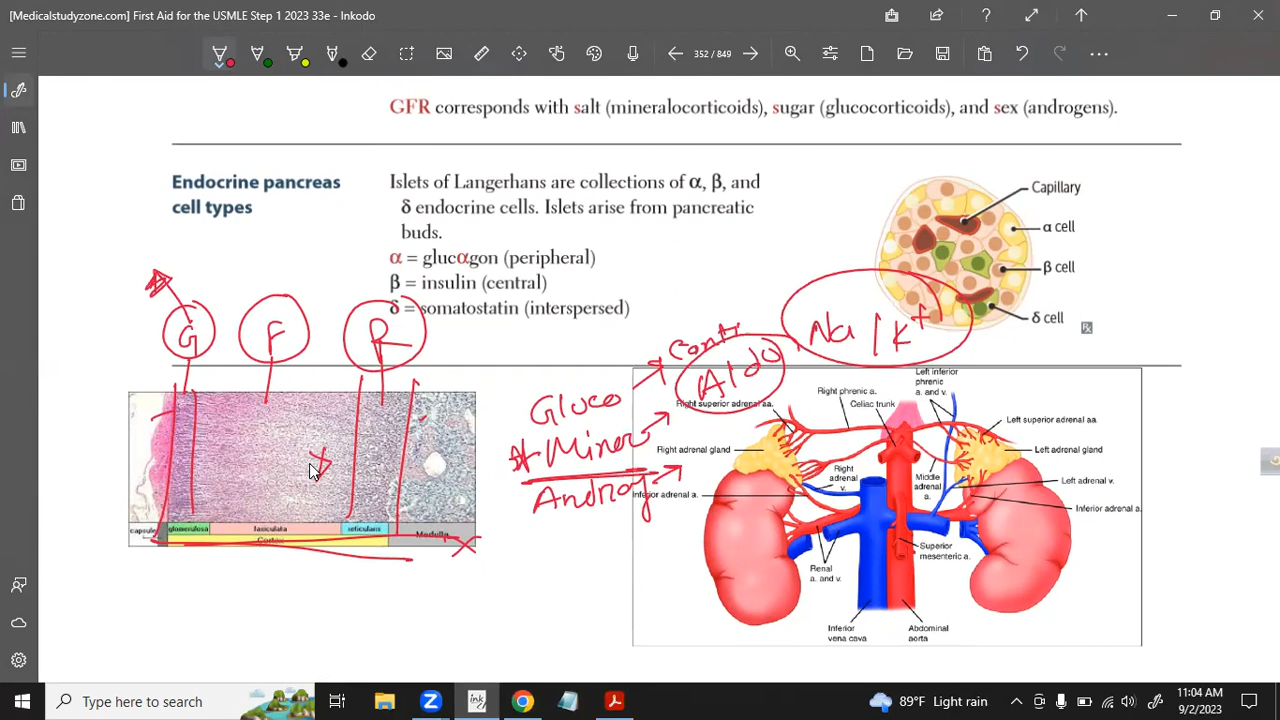 [Medicalstudyzone.com] First Aid for the USMLE Step 1 2023 33e - Inkodo
352 / 849
GFR corresponds with salt (mineralocorticoids), sugar (glucocorticoids), and sex (androgens).
Endocrine pancreas
cell types
Islets of Langerhans are collections of α, β, and
δ endocrine cells. Islets arise from pancreatic
buds.
α = glucαgon (peripheral)
β = insulin (central)
δ = somatostatin (interspersed)
Capillary
α cell
β cell
δ cell
G
F
R
Gluco
Miner
Androg
Contr
Aldo
Na / K+
capsule
glomerulosa
fasiculata
reticularis
Cortex
Medulla
Right superior adrenal aa.
Right phrenic a.
Celiac trunk
Left inferior
phrenic
a. and v.
Left superior adrenal aa.
Right adrenal gland
Left adrenal gland
Right
adrenal
v.
Middle
adrenal
a.
Left adrenal v.
Inferior adrenal a.
Inferior adrenal a.
Renal
a. and v.
Superior
mesenteric a.
Inferior
vena cava
Abdominal
aorta
Type here to search
89°F Light rain
11:04 AM
9/2/2023